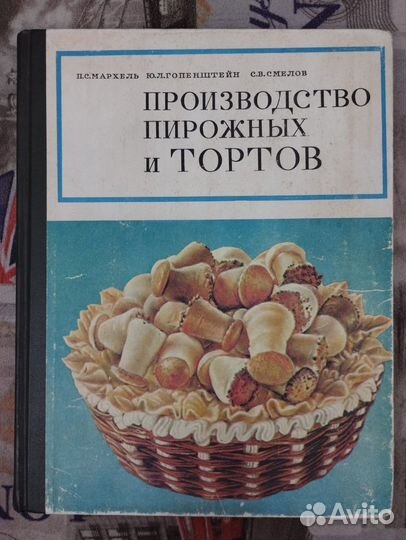 П.С.МАРХЕЛЬ Ю.Л.ГОПЕНШТЕЙН С.В.СМЕЛОВ
ПРОИЗВОДСТВО
ПИРОЖНЫХ
И ТОРТОВ
Avito